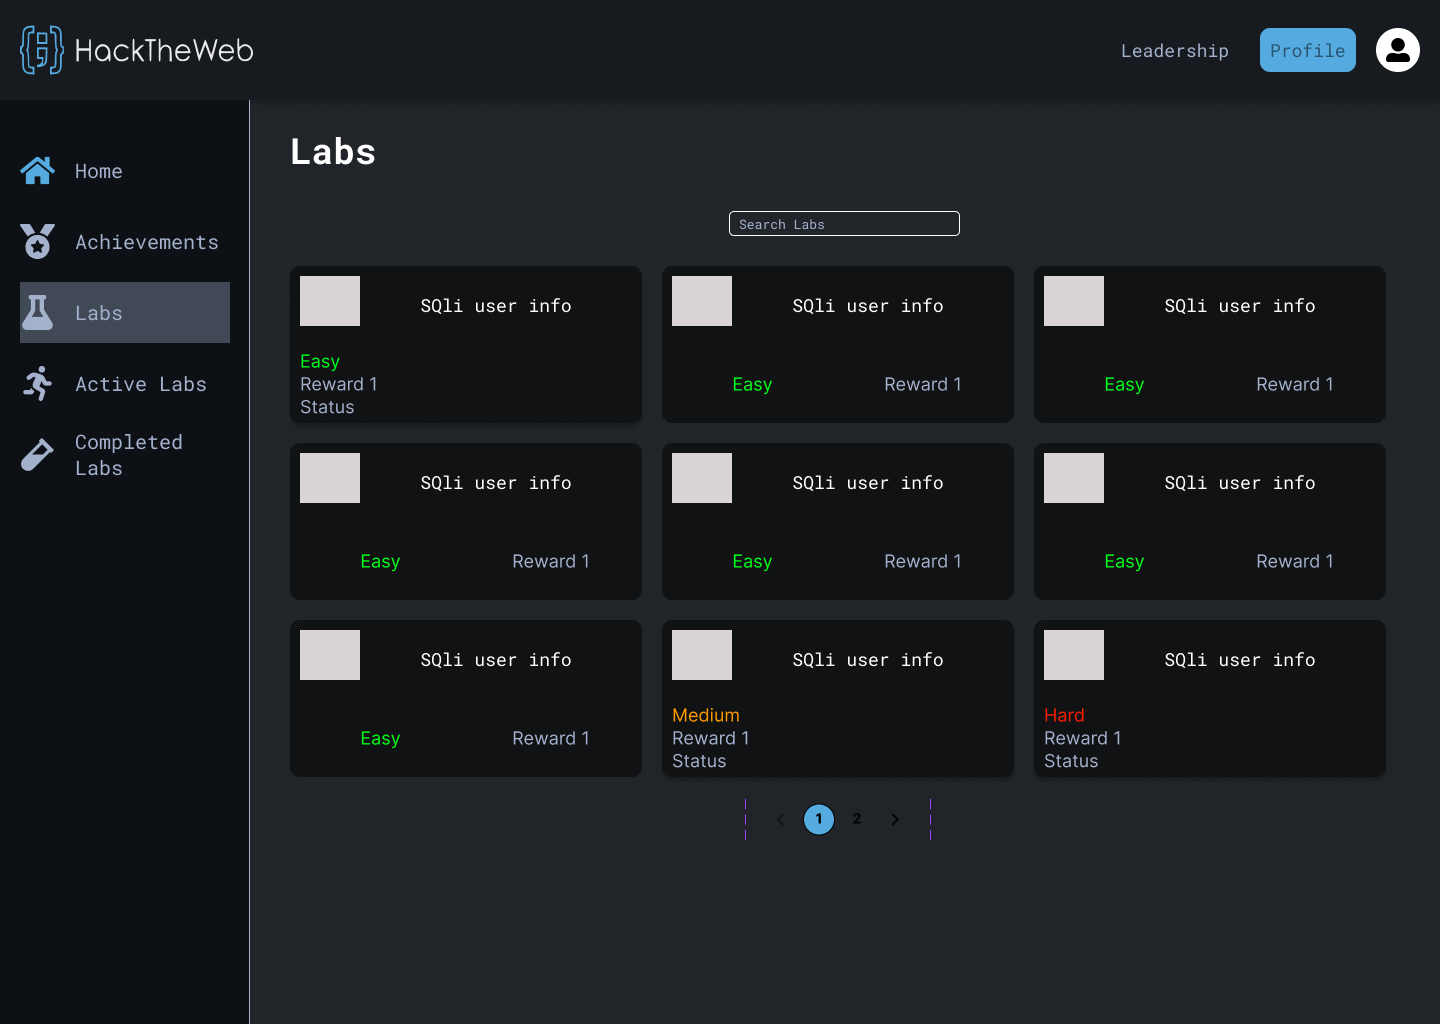 HackTheWeb
Leadership
Profile
Home
Achievements
Labs
Active Labs
Completed
Labs
Labs
Search Labs
SQli user info
Easy
Reward 1
Status
SQli user info
Easy
Reward 1
SQli user info
Easy
Reward 1
SQli user info
Easy
Reward 1
SQli user info
Easy
Reward 1
SQli user info
Easy
Reward 1
SQli user info
Easy
Reward 1
SQli user info
Medium
Reward 1
Status
SQli user info
Hard
Reward 1
Status
1
2